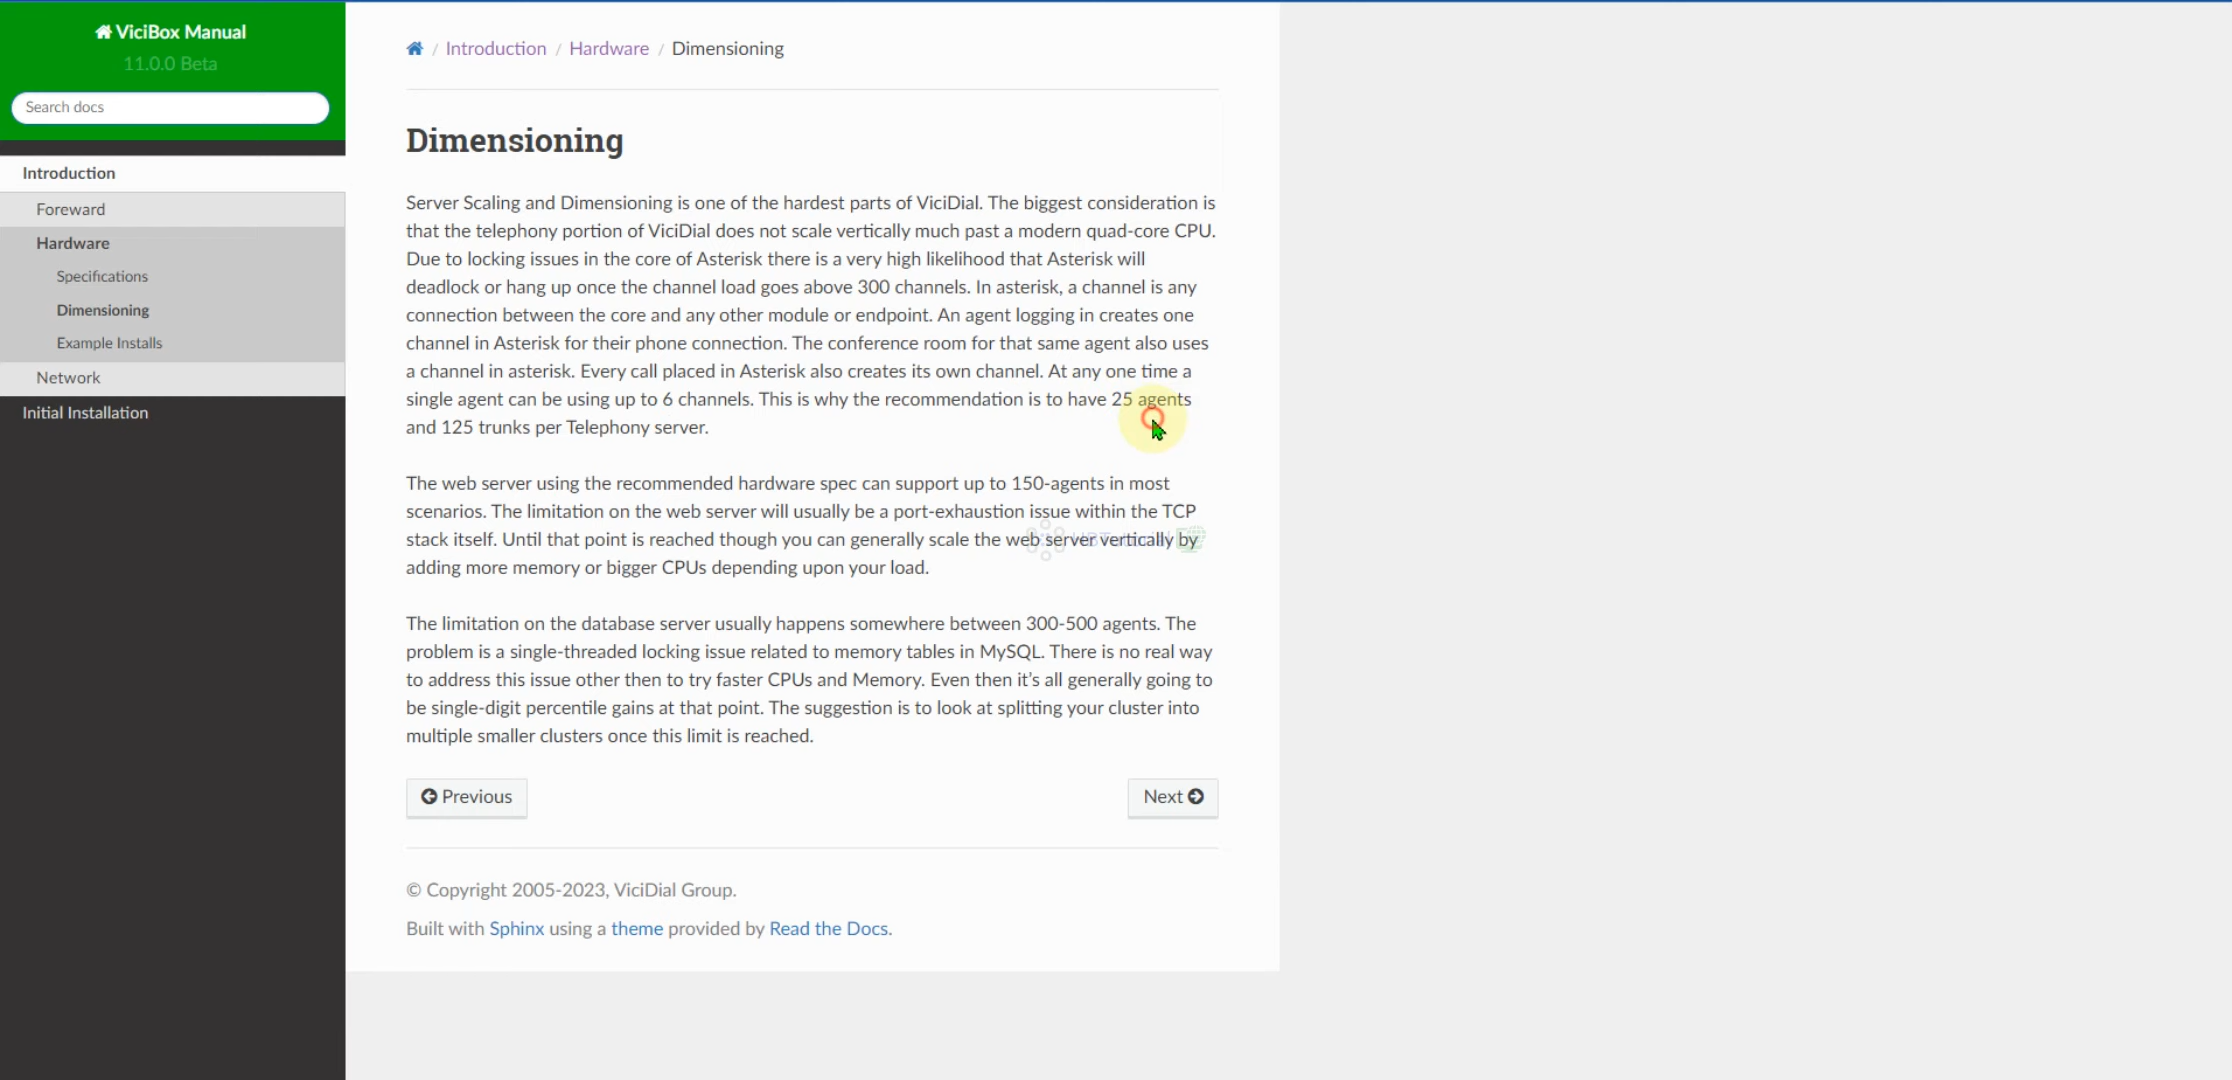 ViciBox Manual
11.0.0 Beta
Search docs
Introduction
Foreward
Hardware
Specifications
Dimensioning
Example Installs
Network
Initial Installation
/ Introduction / Hardware / Dimensioning
Dimensioning
Server Scaling and Dimensioning is one of the hardest parts of ViciDial. The biggest consideration is
that the telephony portion of ViciDial does not scale vertically much past a modern quad-core CPU.
Due to locking issues in the core of Asterisk there is a very high likelihood that Asterisk will
deadlock or hang up once the channel load goes above 300 channels. In asterisk, a channel is any
connection between the core and any other module or endpoint. An agent logging in creates one
channel in Asterisk for their phone connection. The conference room for that same agent also uses
a channel in asterisk. Every call placed in Asterisk also creates its own channel. At any one time a
single agent can be using up to 6 channels. This is why the recommendation is to have 25 agents
and 125 trunks per Telephony server.
The web server using the recommended hardware spec can support up to 150-agents in most
scenarios. The limitation on the web server will usually be a port-exhaustion issue within the TCP
stack itself. Until that point is reached though you can generally scale the web server vertically by
adding more memory or bigger CPUs depending upon your load.
The limitation on the database server usually happens somewhere between 300-500 agents. The
problem is a single-threaded locking issue related to memory tables in MySQL. There is no real way
to address this issue other then to try faster CPUs and Memory. Even then it’s all generally going to
be single-digit percentile gains at that point. The suggestion is to look at splitting your cluster into
multiple smaller clusters once this limit is reached.
Previous
Next
© Copyright 2005-2023, ViciDial Group.
Built with Sphinx using a theme provided by Read the Docs.